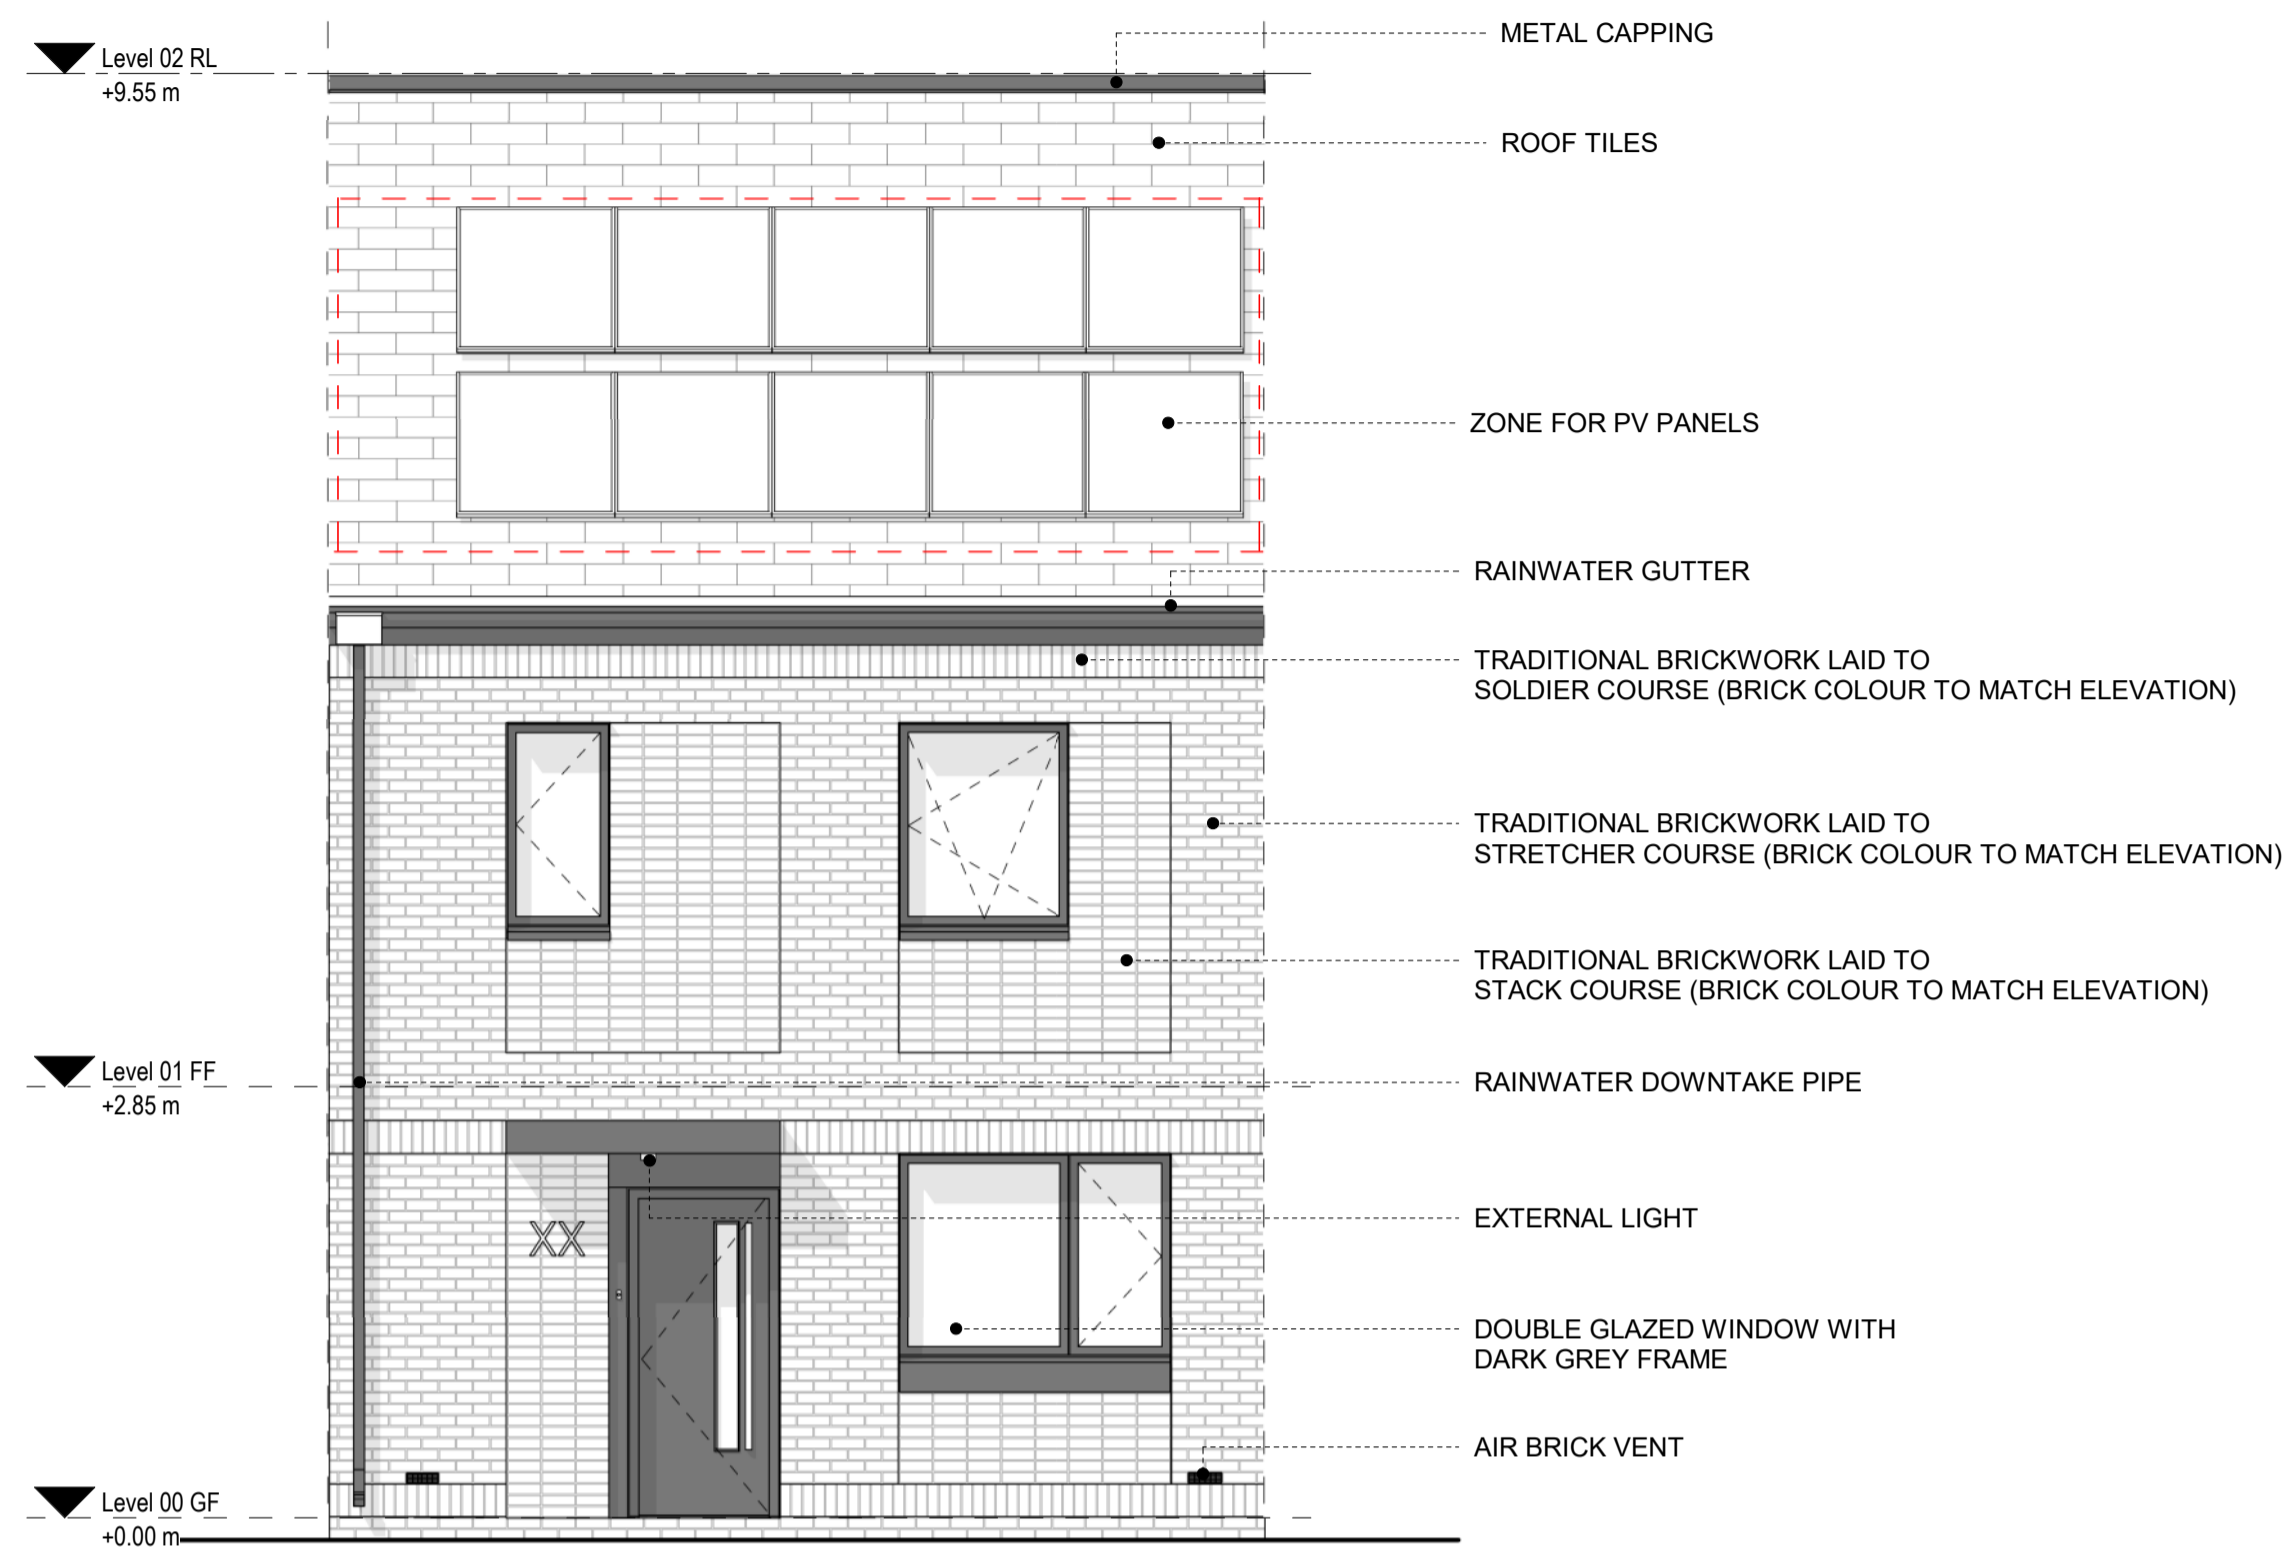 METAL CAPPING
Level 02 RL
+9.55 m
ROOF TILES
ZONE FOR PV PANELS
RAINWATER GUTTER
TRADITIONAL BRICKWORK LAID TO
SOLDIER COURSE (BRICK COLOUR TO MATCH ELEVATION)
TRADITIONAL BRICKWORK LAID TO
STRETCHER COURSE (BRICK COLOUR TO MATCH ELEVATION)
TRADITIONAL BRICKWORK LAID TO
STACK COURSE (BRICK COLOUR TO MATCH ELEVATION)
Level 01 FF
+2.85 m
RAINWATER DOWNTAKE PIPE
EXTERNAL LIGHT
XX
DOUBLE GLAZED WINDOW WITH
DARK GREY FRAME
AIR BRICK VENT
Level 00 GF
+0.00 m